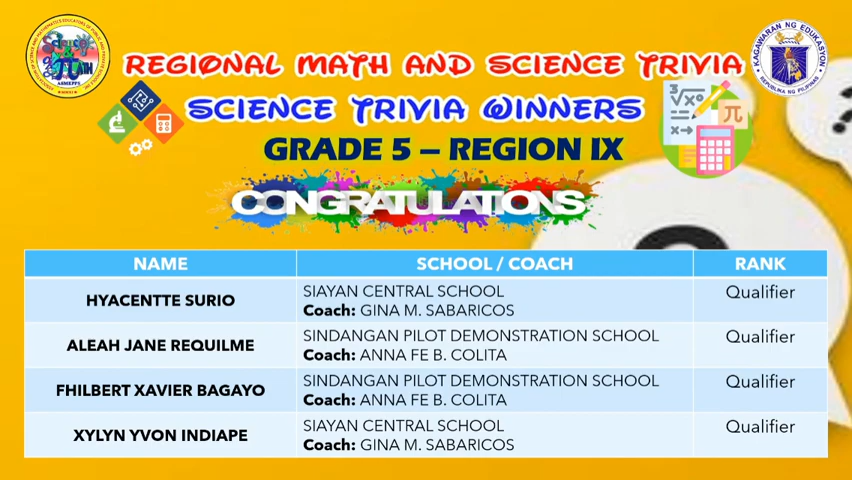 REGIONAL MATH AND SCIENCE TRIVIA
SCIENCE TRIVIA WINNERS
GRADE 5 – REGION IX
CONGRATULATIONS
KAGAWARAN NG EDUKASYON
REPUBLIKA NG PILIPINAS
NAME SCHOOL / COACH RANK
HYACENTTE SURIO
SIAYAN CENTRAL SCHOOL
Coach: GINA M. SABARICOS
Qualifier
ALEAH JANE REQUILME
SINDANGAN PILOT DEMONSTRATION SCHOOL
Coach: ANNA FE B. COLITA
Qualifier
FHILBERT XAVIER BAGAYO
SINDANGAN PILOT DEMONSTRATION SCHOOL
Coach: ANNA FE B. COLITA
Qualifier
XYLYN YVON INDIAPE
SIAYAN CENTRAL SCHOOL
Coach: GINA M. SABARICOS
Qualifier